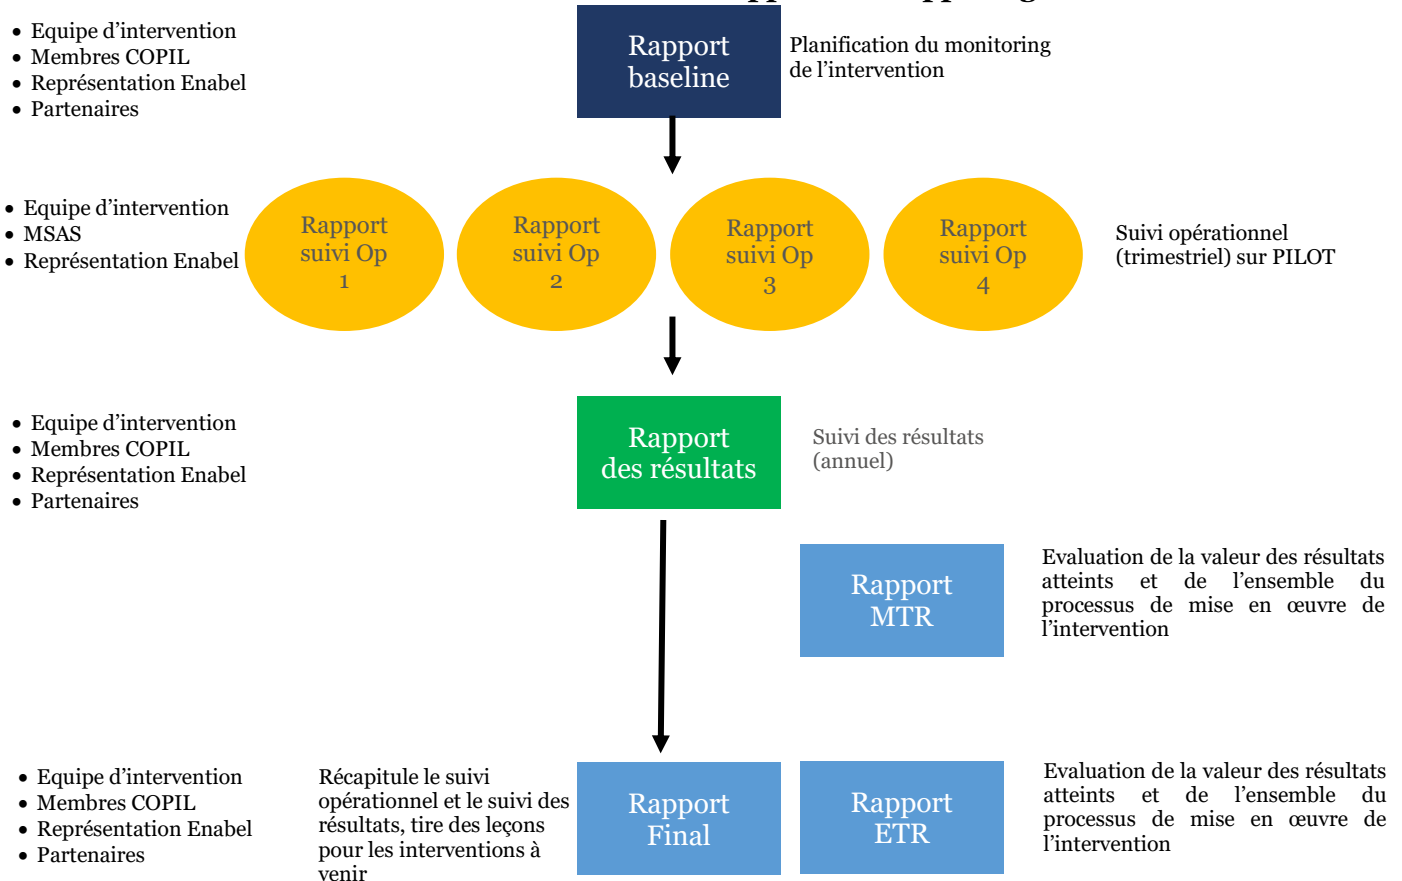 • Equipe d’intervention
• Membres COPIL
• Représentation Enabel
• Partenaires
Rapport
baseline
Planification du monitoring
de l’intervention
• Equipe d’intervention
• MSAS
• Représentation Enabel
Rapport
suivi Op
1
Rapport
suivi Op
2
Rapport
suivi Op
3
Rapport
suivi Op
4
Suivi opérationnel
(trimestriel) sur PILOT
• Equipe d’intervention
• Membres COPIL
• Représentation Enabel
• Partenaires
Rapport
des résultats
Suivi des résultats
(annuel)
Rapport
MTR
Evaluation de la valeur des résultats
atteints et de l’ensemble du
processus de mise en œuvre de
l’intervention
• Equipe d’intervention
• Membres COPIL
• Représentation Enabel
• Partenaires
Récapitule le suivi
opérationnel et le suivi des
résultats, tire des leçons
pour les interventions à
venir
Rapport
Final
Rapport
ETR
Evaluation de la valeur des résultats
atteints et de l’ensemble du
processus de mise en œuvre de
l’intervention